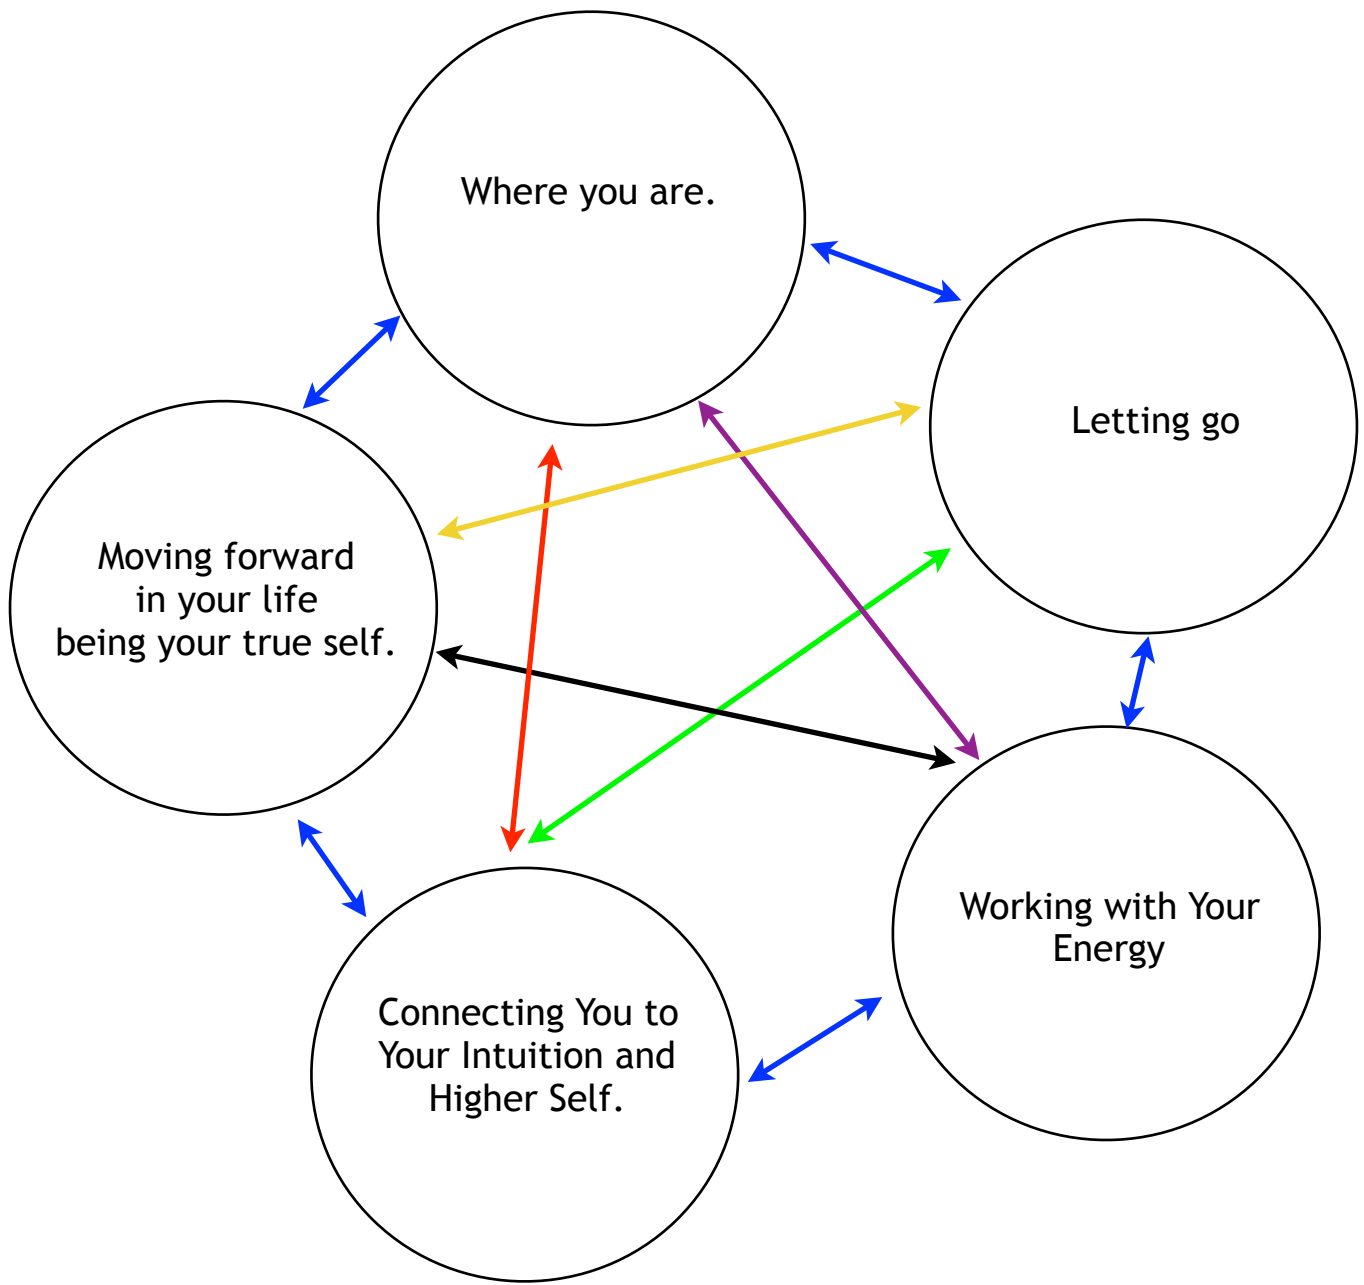 Where you are.
Letting go
Moving forward
in your life
being your true self.
Working with Your
Energy
Connecting You to
Your Intuition and
Higher Self.